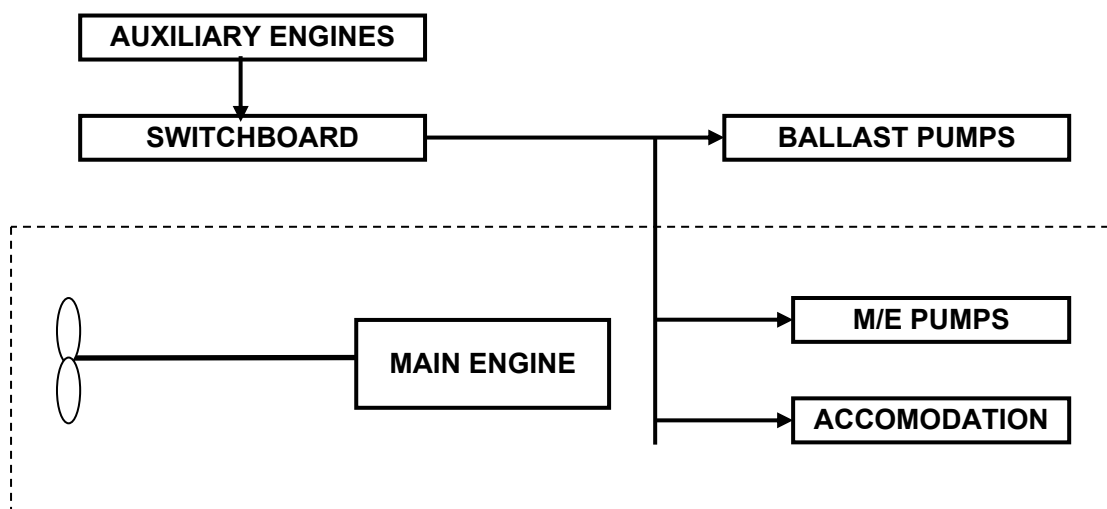 AUXILIARY ENGINES
SWITCHBOARD
BALLAST PUMPS
M/E PUMPS
MAIN ENGINE
ACCOMODATION